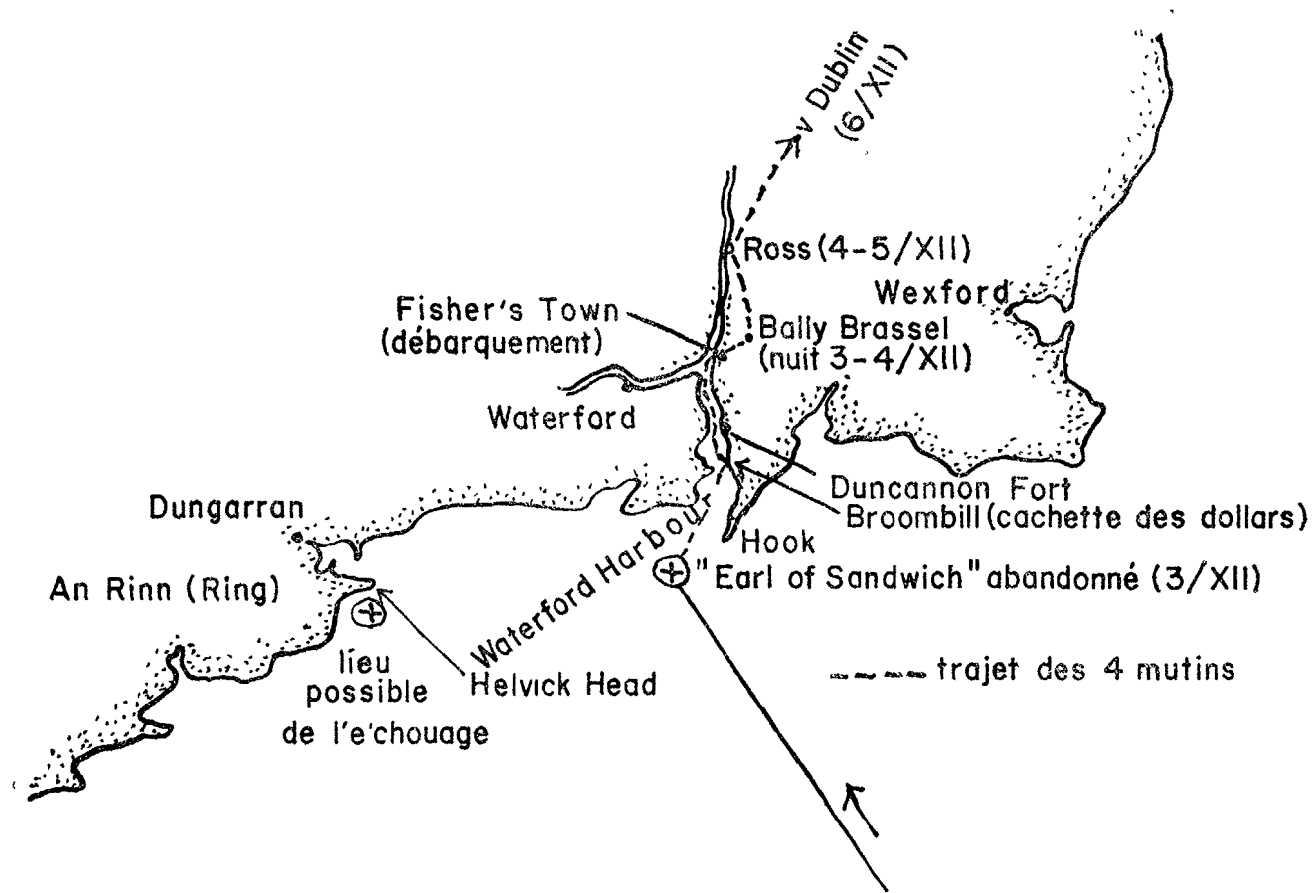 v Dublin
(6/XII)
Ross (4-5/XII)
Wexford
Fisher's Town
(débarquement)
Bally Brassel
(nuit 3-4/XII)
Waterford
Duncannon Fort
Broombill (cachette des dollars)
Dungarran
Hook
Waterford Harbour
"Earl of Sandwich" abandonné (3/XII)
An Rinn (Ring)
lieu
possible
de l'e'chouage
Helvick Head
trajet des 4 mutins